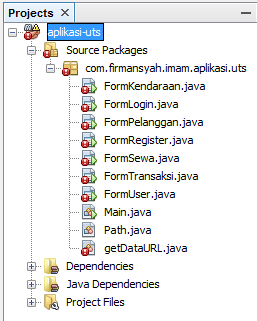 Projects
aplikasi-uts
Source Packages
com.firmansyah.imam.aplikasi.uts
FormKendaraan.java
FormLogin.java
FormPelanggan.java
FormRegister.java
FormSewa.java
FormTransaksi.java
FormUser.java
Main.java
Path.java
getDataURL.java
Dependencies
Java Dependencies
Project Files